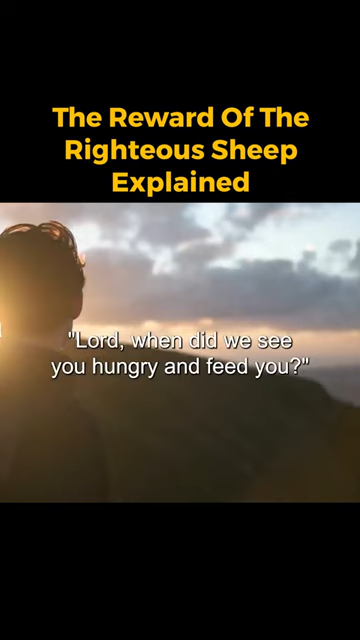 The Reward Of The
Righteous Sheep
Explained
"Lord, when did we see
you hungry and feed you?"